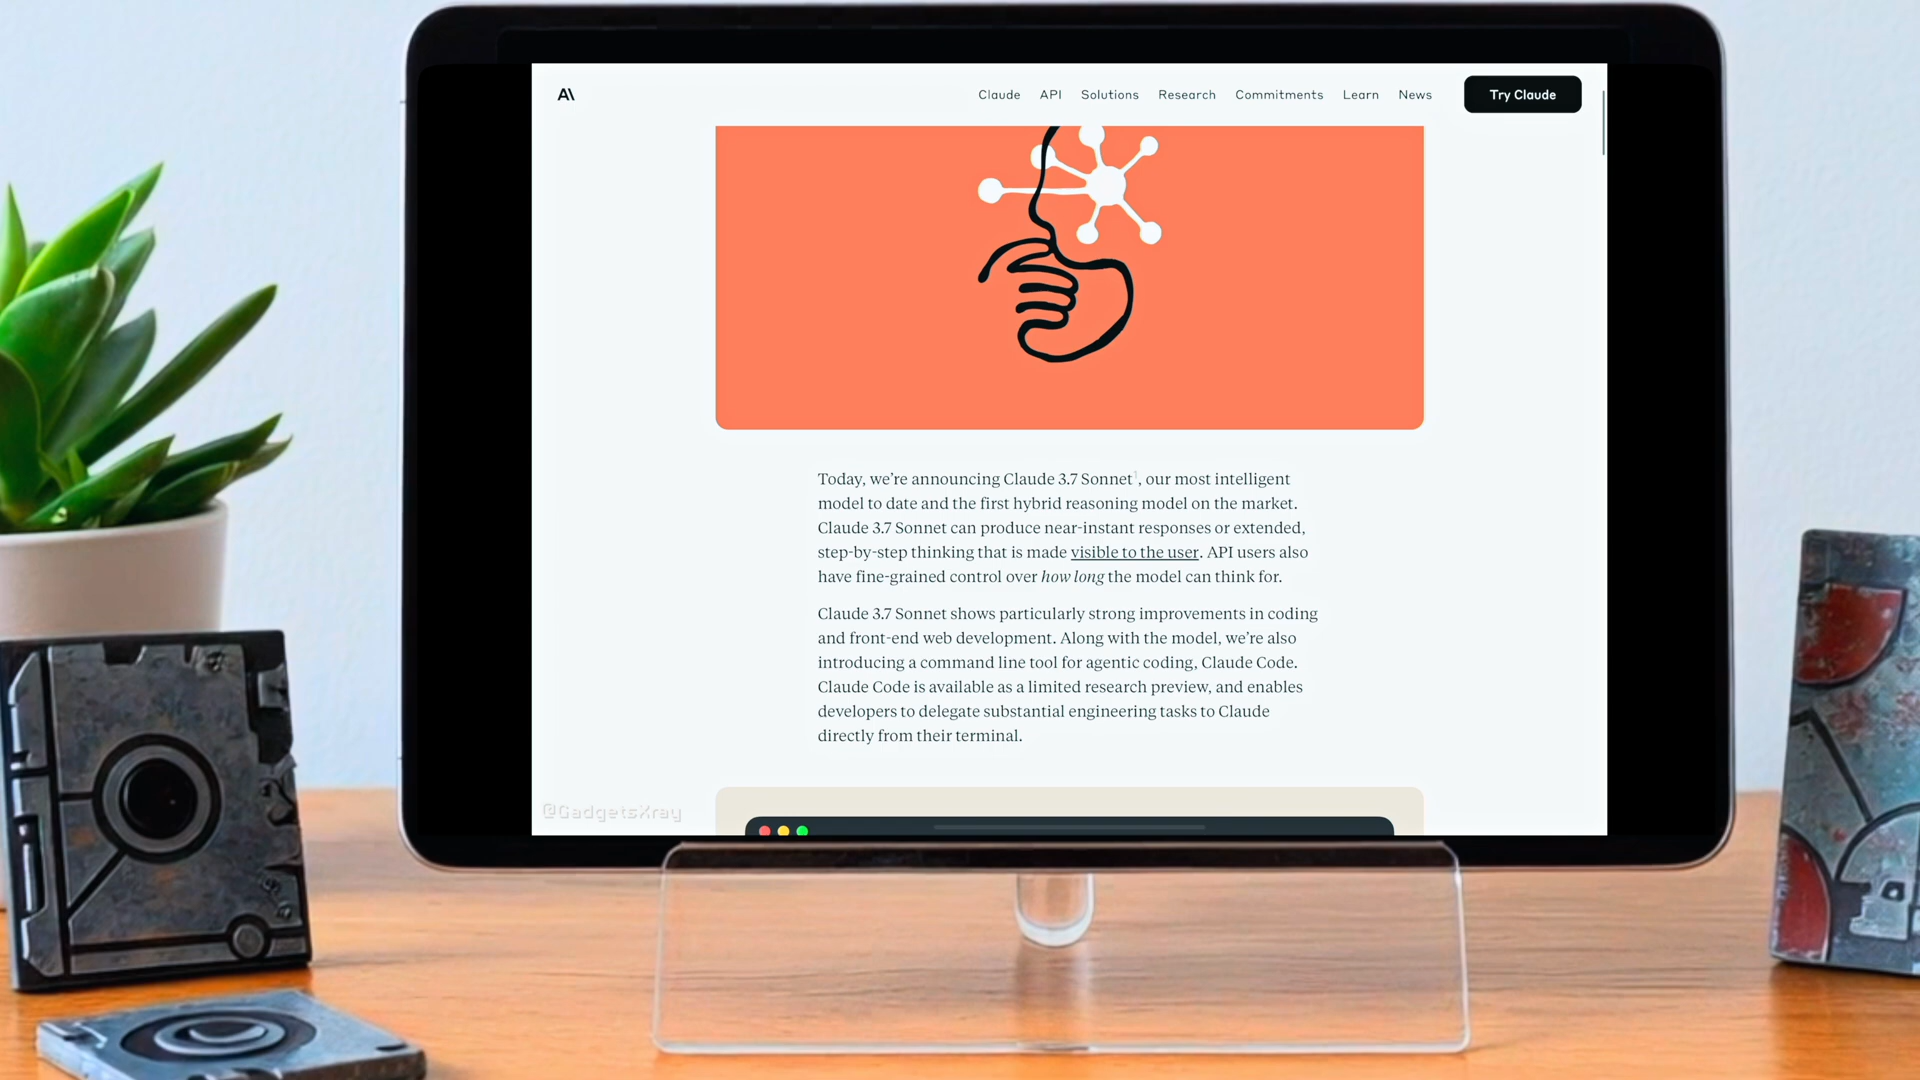 A\
Claude API Solutions Research Commitments Learn News Try Claude
Today, we’re announcing Claude 3.7 Sonnet¹, our most intelligent
model to date and the first hybrid reasoning model on the market.
Claude 3.7 Sonnet can produce near-instant responses or extended,
step-by-step thinking that is made visible to the user. API users also
have fine-grained control over how long the model can think for.
Claude 3.7 Sonnet shows particularly strong improvements in coding
and front-end web development. Along with the model, we’re also
introducing a command line tool for agentic coding, Claude Code.
Claude Code is available as a limited research preview, and enables
developers to delegate substantial engineering tasks to Claude
directly from their terminal.
@GadgetsXray